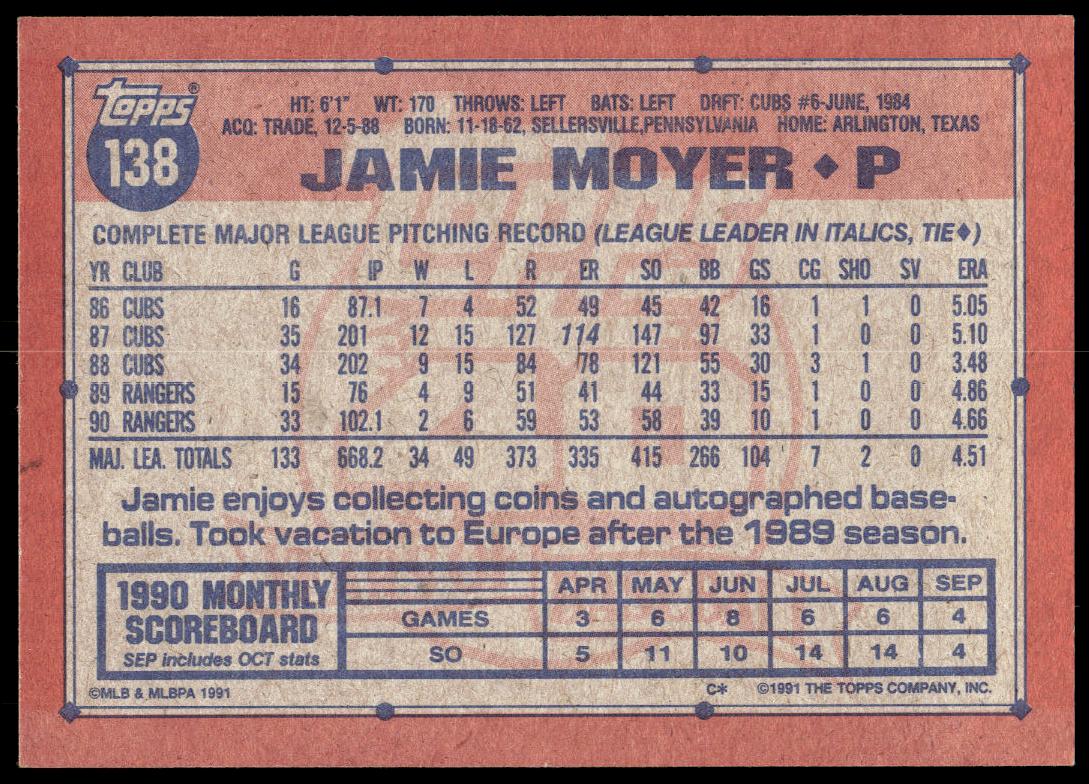 Topps®
138
HT: 6'1" WT: 170 THROWS: LEFT BATS: LEFT DRFT: CUBS #6-JUNE, 1984
ACQ: TRADE, 12-5-88 BORN: 11-18-62, SELLERSVILLE, PENNSYLVANIA HOME: ARLINGTON, TEXAS
JAMIE MOYER ♦ P
COMPLETE MAJOR LEAGUE PITCHING RECORD (LEAGUE LEADER IN ITALICS, TIE♦)
YR CLUB G IP W L R ER SO BB GS CG SHO SV ERA
86 CUBS 16 87.1 7 4 52 49 45 42 16 1 1 0 5.05
87 CUBS 35 201 12 15 127 114 147 97 33 1 0 0 5.10
88 CUBS 34 202 9 15 84 78 121 55 30 3 1 0 3.48
89 RANGERS 15 76 4 9 51 41 44 33 15 1 0 0 4.86
90 RANGERS 33 102.1 2 6 59 53 58 39 10 1 0 0 4.66
MAJ. LEA. TOTALS 133 668.2 34 49 373 335 415 266 104 7 2 0 4.51
Jamie enjoys collecting coins and autographed base-
balls. Took vacation to Europe after the 1989 season.
1990 MONTHLY
SCOREBOARD
SEP includes OCT stats
APR MAY JUN JUL AUG SEP
GAMES 3 6 8 6 6 4
SO 5 11 10 14 14 4
©MLB & MLBPA 1991 C* ©1991 THE TOPPS COMPANY, INC.